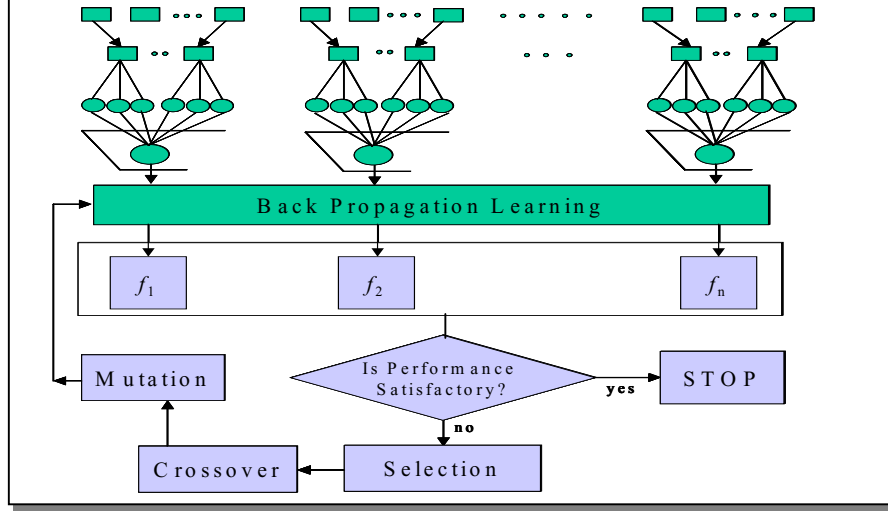 Back Propagation Learning
f1
f2
fn
Is Performance
Satisfactory?
yes
STOP
no
Mutation
Crossover
Selection